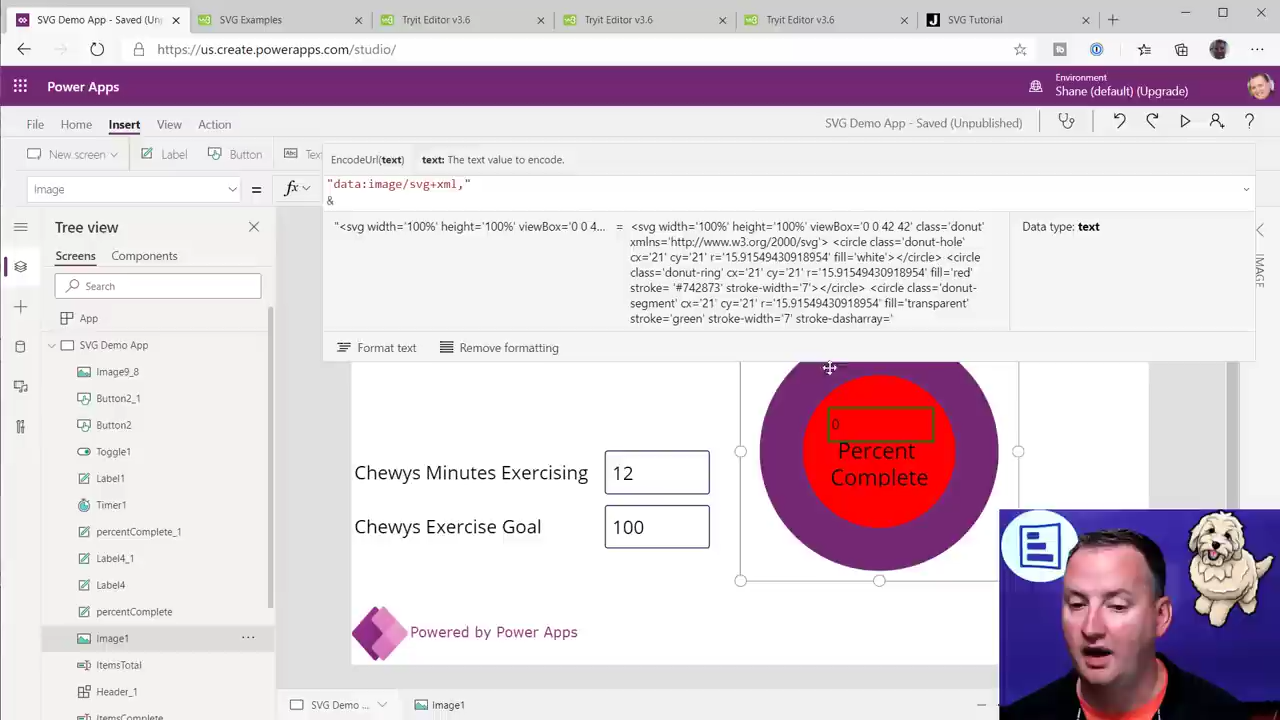 SVG Demo App - Saved (Unp
SVG Examples
Tryit Editor v3.6
Tryit Editor v3.6
Tryit Editor v3.6
SVG Tutorial
https://us.create.powerapps.com/studio/
Power Apps
Environment
Shane (default) (Upgrade)
File
Home
Insert
View
Action
SVG Demo App - Saved (Unpublished)
New screen
Label
Button
Abc
EncodeUrl(text)
text: The text value to encode.
Image
=
fx
"data:image/svg+xml,"
&
Tree view
Screens
Components
Search
App
SVG Demo App
Image9_8
Button2_1
Button2
Toggle1
Label1
Timer1
percentComplete_1
Label4_1
Label4
percentComplete
Image1
ItemsTotal
Header_1
ItemsComplete
"<svg width='100%' height='100%' viewBox='0 0 4...
=
<svg width='100%' height='100%' viewBox='0 0 42 42' class='donut'
xmlns='http://www.w3.org/2000/svg'> <circle class='donut-hole'
cx='21' cy='21' r='15.91549430918954' fill='white'></circle> <circle
class='donut-ring' cx='21' cy='21' r='15.91549430918954' fill='red'
stroke= '#742873' stroke-width='7'></circle> <circle class='donut-
segment' cx='21' cy='21' r='15.91549430918954' fill='transparent'
stroke='green' stroke-width='7' stroke-dasharray='
Data type: text
IMAGE
Format text
Remove formatting
0
Percent
Complete
Chewys Minutes Exercising
12
Chewys Exercise Goal
100
Powered by Power Apps
SVG Demo ...
Image1